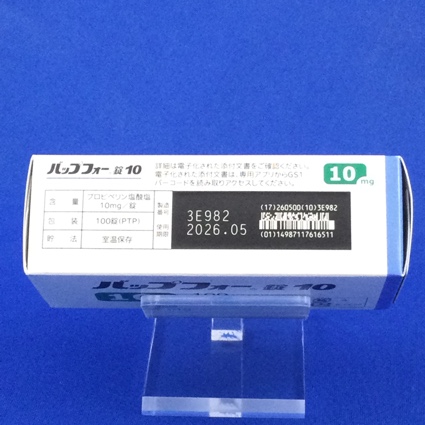 バップフォー 錠10
詳細は電子化された添付文書をご確認ください。
電子化された添付文書は、専用アプリからGS1
バーコードを読み取りアクセスしてください。
10mg
含量 プロピベリン塩酸塩
10mg/錠
包装 100錠(PTP)
貯法 室温保存
製造番号 3E982
使用期限 2026.05
(17)260500(10)3E982
(01)14987117616511
バップフォー 錠10